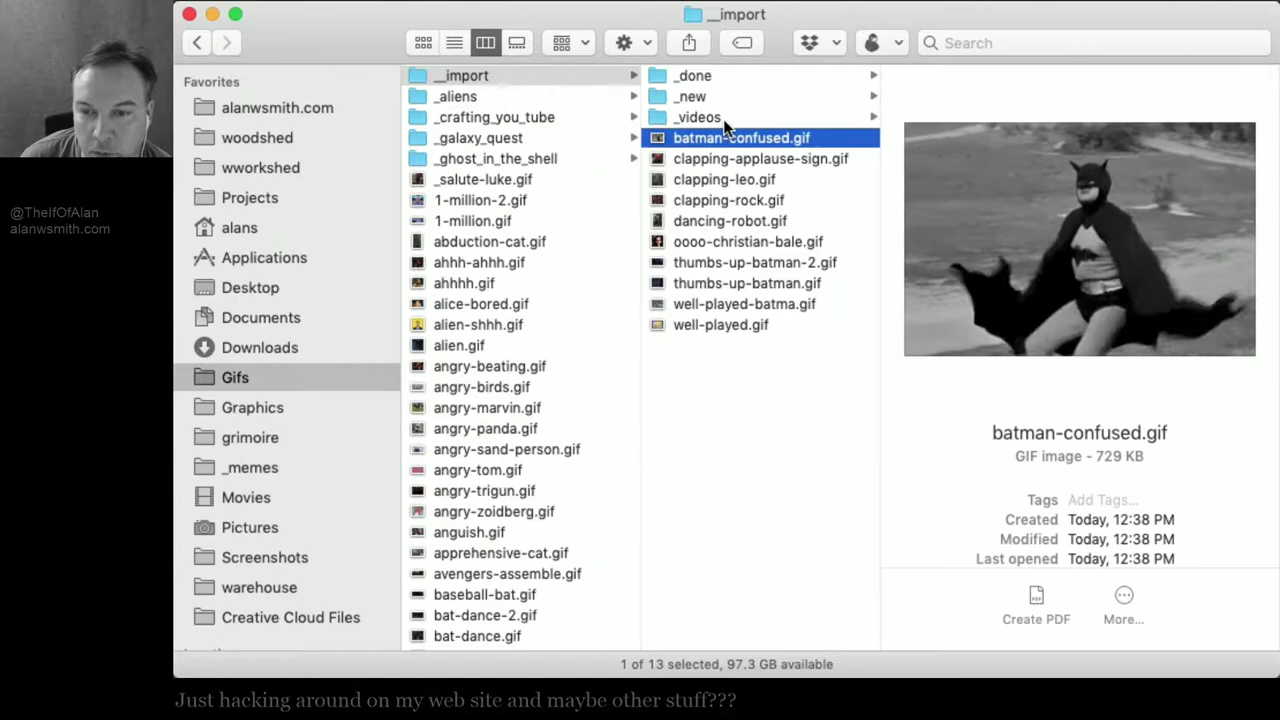 __import
Search
@TheIfOfAlan
alanwsmith.com
Favorites
alanwsmith.com
woodshed
wworkshed
Projects
alans
Applications
Desktop
Documents
Downloads
Gifs
Graphics
grimoire
_memes
Movies
Pictures
Screenshots
warehouse
Creative Cloud Files
__import
_aliens
_crafting_you_tube
_galaxy_quest
_ghost_in_the_shell
_salute-luke.gif
1-million-2.gif
1-million.gif
abduction-cat.gif
ahhh-ahhh.gif
ahhhh.gif
alice-bored.gif
alien-shhh.gif
alien.gif
angry-beating.gif
angry-birds.gif
angry-marvin.gif
angry-panda.gif
angry-sand-person.gif
angry-tom.gif
angry-trigun.gif
angry-zoidberg.gif
anguish.gif
apprehensive-cat.gif
avengers-assemble.gif
baseball-bat.gif
bat-dance-2.gif
bat-dance.gif
_done
_new
_videos
batman-confused.gif
clapping-applause-sign.gif
clapping-leo.gif
clapping-rock.gif
dancing-robot.gif
oooo-christian-bale.gif
thumbs-up-batman-2.gif
thumbs-up-batman.gif
well-played-batma.gif
well-played.gif
batman-confused.gif
GIF image - 729 KB
Tags Add Tags...
Created Today, 12:38 PM
Modified Today, 12:38 PM
Last opened Today, 12:38 PM
Create PDF
More...
1 of 13 selected, 97.3 GB available
Just hacking around on my web site and maybe other stuff???